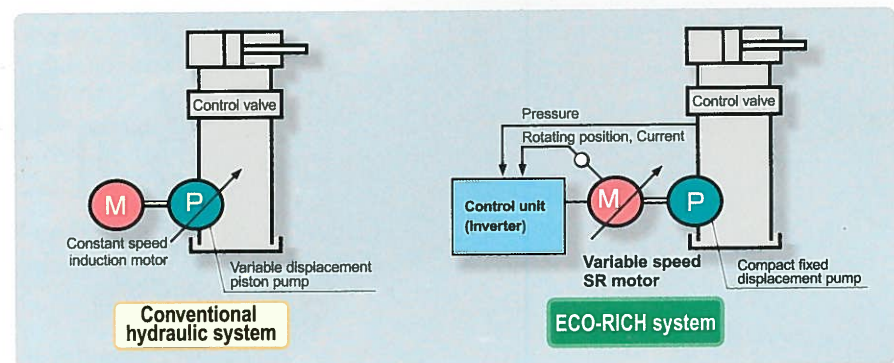 Control valve
M
P
Constant speed
induction motor
Variable displacement
piston pump
Conventional
hydraulic system
Control valve
Pressure
Rotating position, Current
Control unit
(Inverter)
M
P
Variable speed
SR motor
Compact fixed
displacement pump
ECO-RICH system